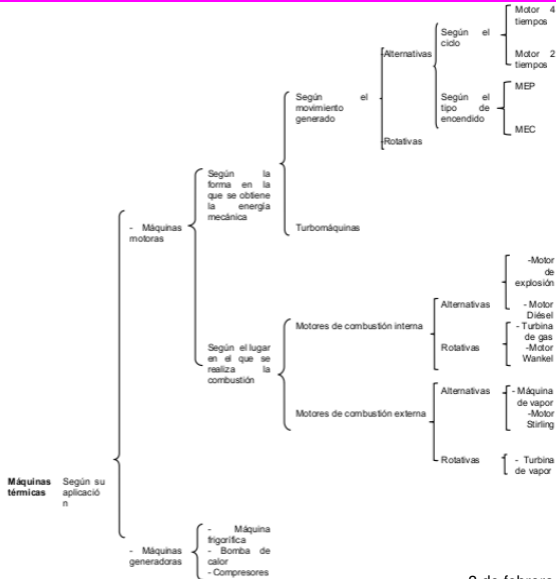 Máquinas
térmicas
Según su
aplicació
n
- Máquinas
motoras
Según la
forma en la
que se obtiene
la energía
mecánica
Según el
movimiento
generado
Alternativas
Según el
ciclo
Motor 4
tiempos
Motor 2
tiempos
Según el
tipo de
encendido
MEP
MEC
Rotativas
Turbomáquinas
Según el lugar
en el que se
realiza la
combustión
Motores de combustión interna
Alternativas
-Motor
de
explosión
- Motor
Diésel
Rotativas
- Turbina
de gas
-Motor
Wankel
Motores de combustión externa
Alternativas
- Máquina
de vapor
-Motor
Stirling
Rotativas
- Turbina
de vapor
- Máquinas
generadoras
- Máquina
frigorífica
- Bomba de
calor
- Compresores